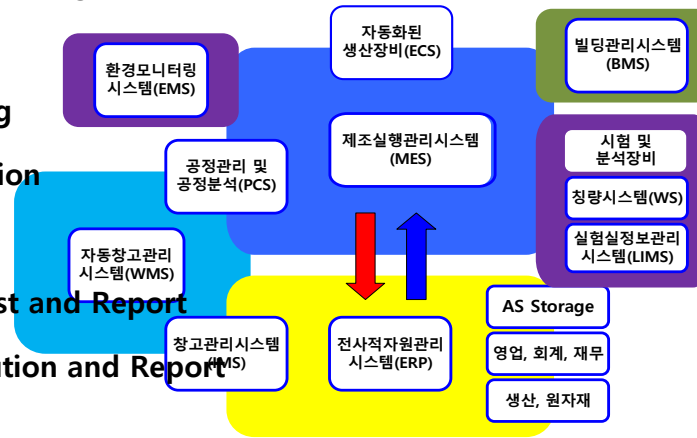 자동화된
생산장비(ECS)
빌딩관리시스템
(BMS)
환경모니터링
시스템(EMS)
g
제조실행관리시스템
(MES)
시험 및
분석장비
공정관리 및
공정분석(PCS)
ion
칭량시스템(WS)
실험실정보관리
시스템(LIMS)
자동창고관리
시스템(WMS)
st and Report
AS Storage
창고관리시스템
(IMS)
전사적자원관리
시스템(ERP)
영업, 회계, 재무
ution and Report
생산, 원자재